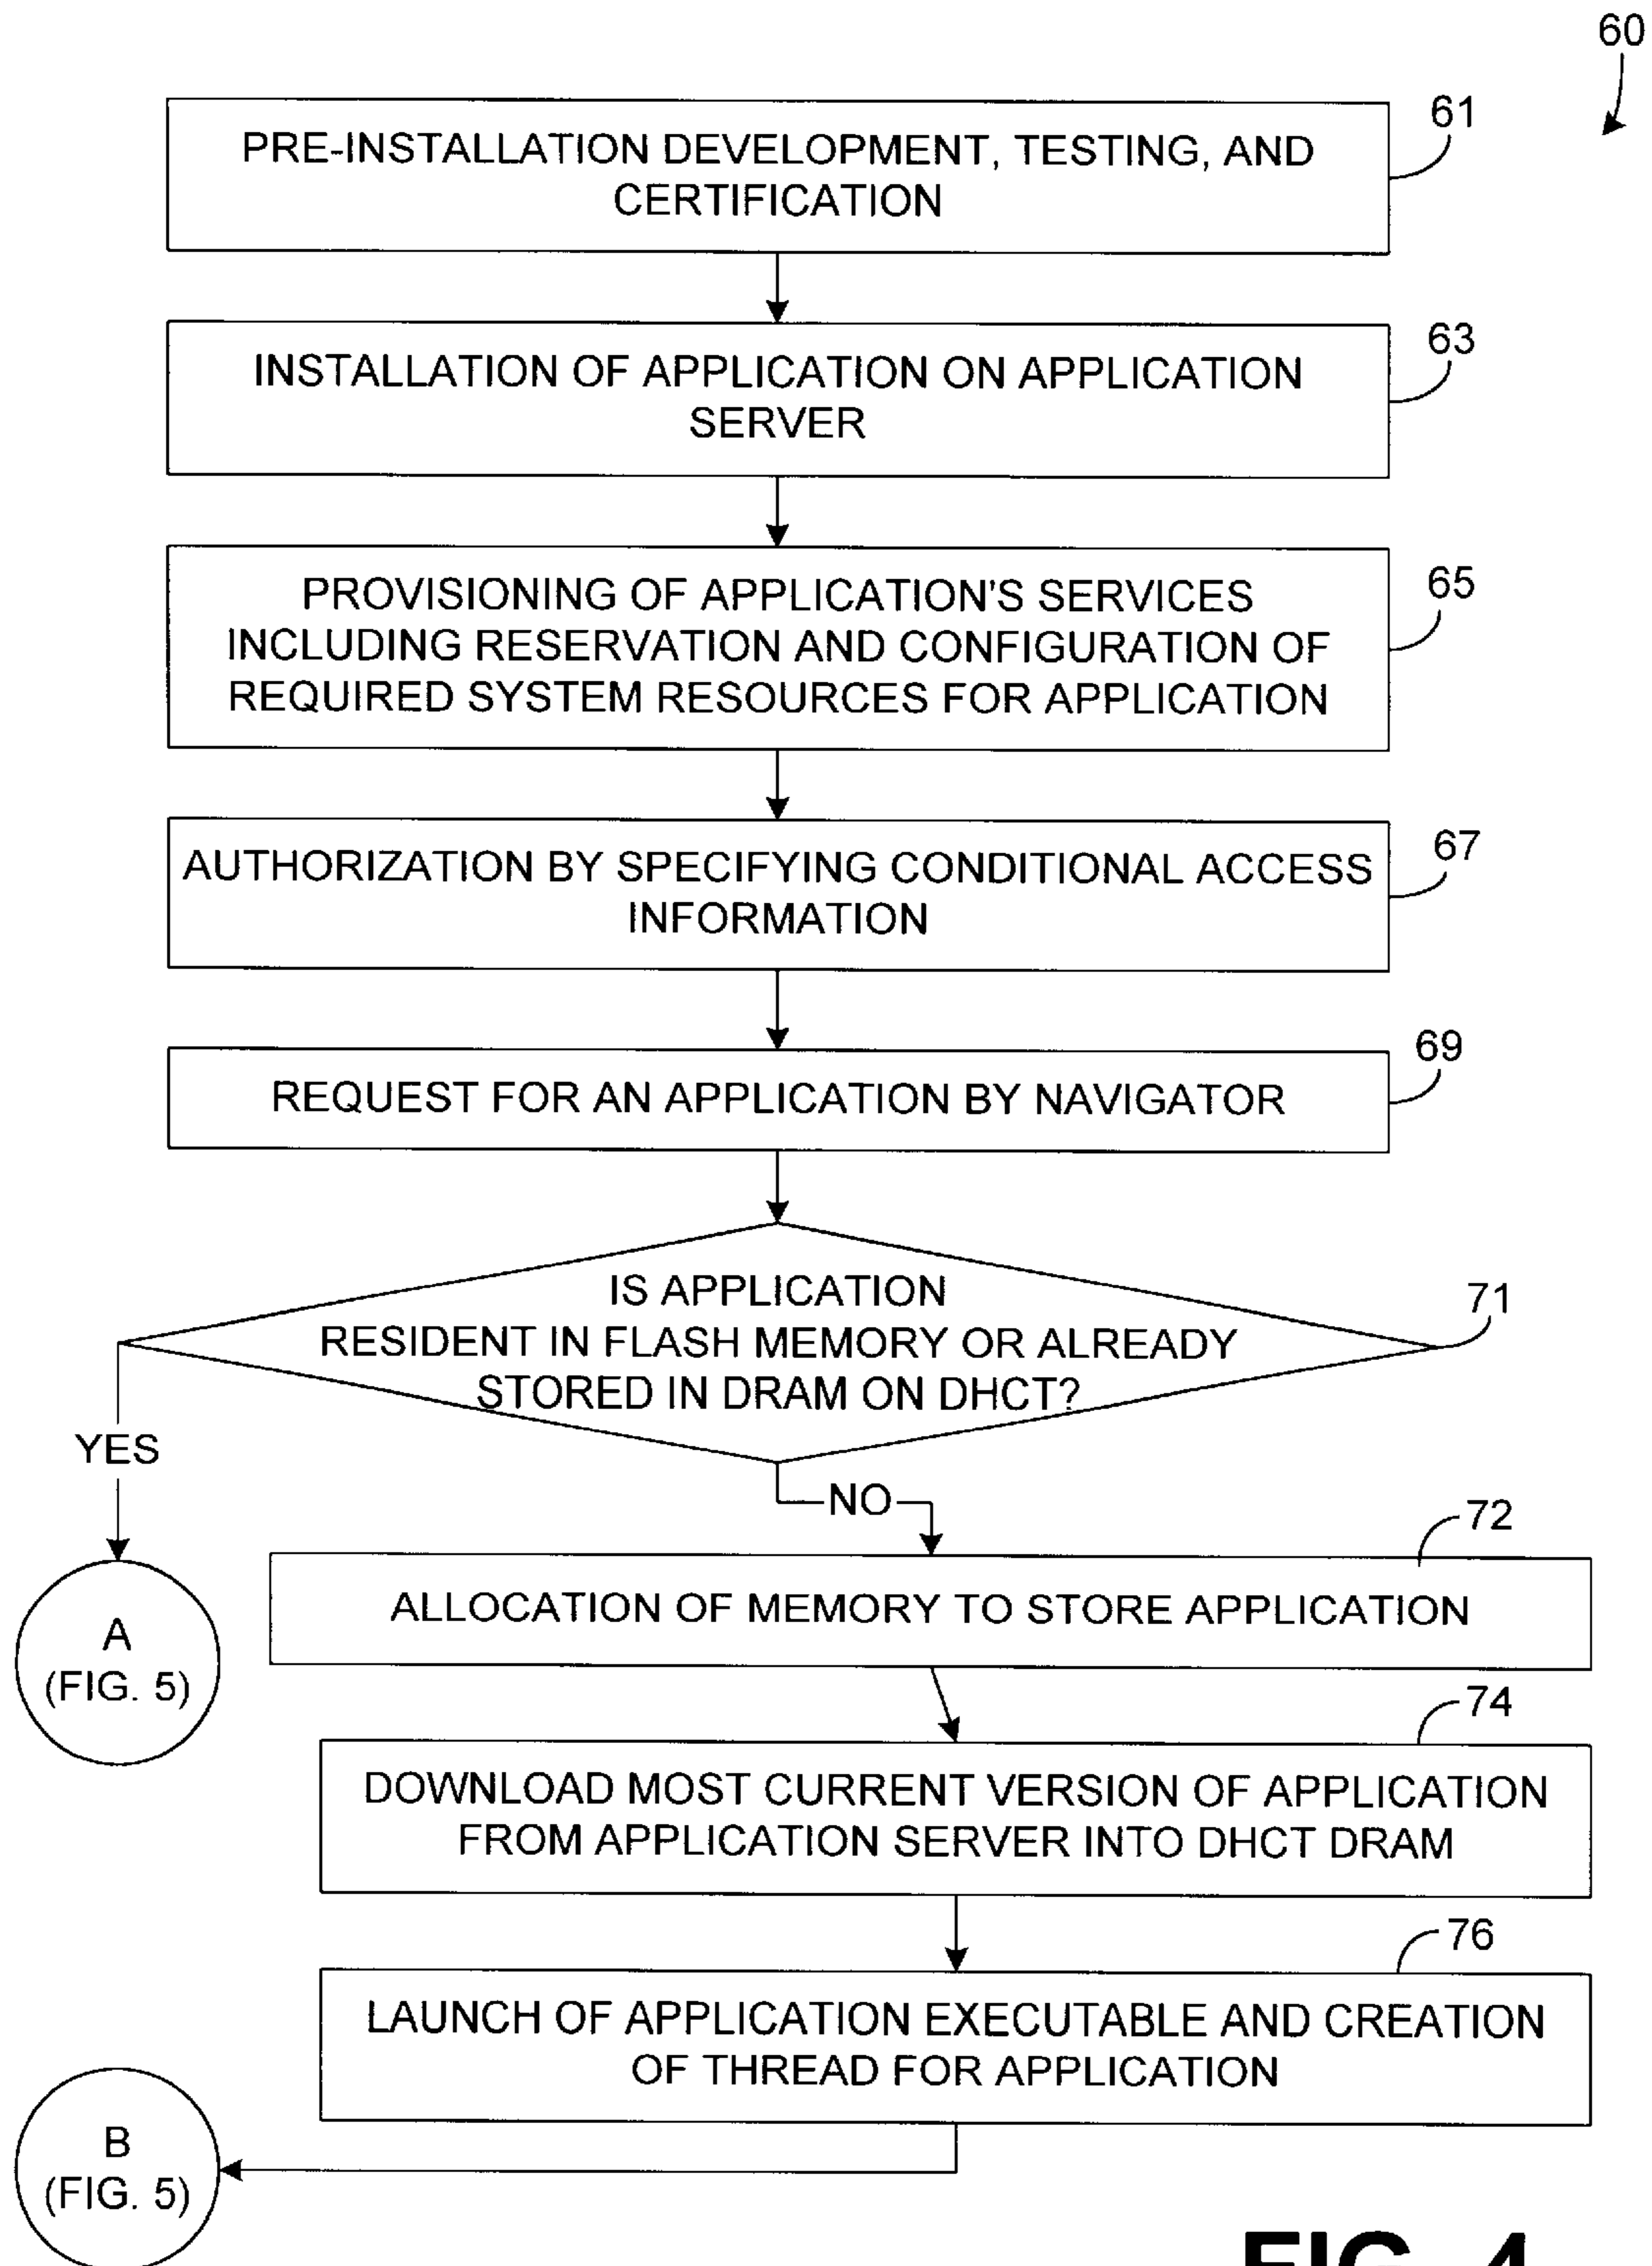 60
PRE-INSTALLATION DEVELOPMENT, TESTING, AND
CERTIFICATION
61
INSTALLATION OF APPLICATION ON APPLICATION
SERVER
63
PROVISIONING OF APPLICATION'S SERVICES
INCLUDING RESERVATION AND CONFIGURATION OF
REQUIRED SYSTEM RESOURCES FOR APPLICATION
65
AUTHORIZATION BY SPECIFYING CONDITIONAL ACCESS
INFORMATION
67
REQUEST FOR AN APPLICATION BY NAVIGATOR
69
IS APPLICATION
RESIDENT IN FLASH MEMORY OR ALREADY
STORED IN DRAM ON DHCT?
71
YES
NO
A
(FIG. 5)
72
ALLOCATION OF MEMORY TO STORE APPLICATION
74
DOWNLOAD MOST CURRENT VERSION OF APPLICATION
FROM APPLICATION SERVER INTO DHCT DRAM
76
LAUNCH OF APPLICATION EXECUTABLE AND CREATION
OF THREAD FOR APPLICATION
B
(FIG. 5)
FIG. 4